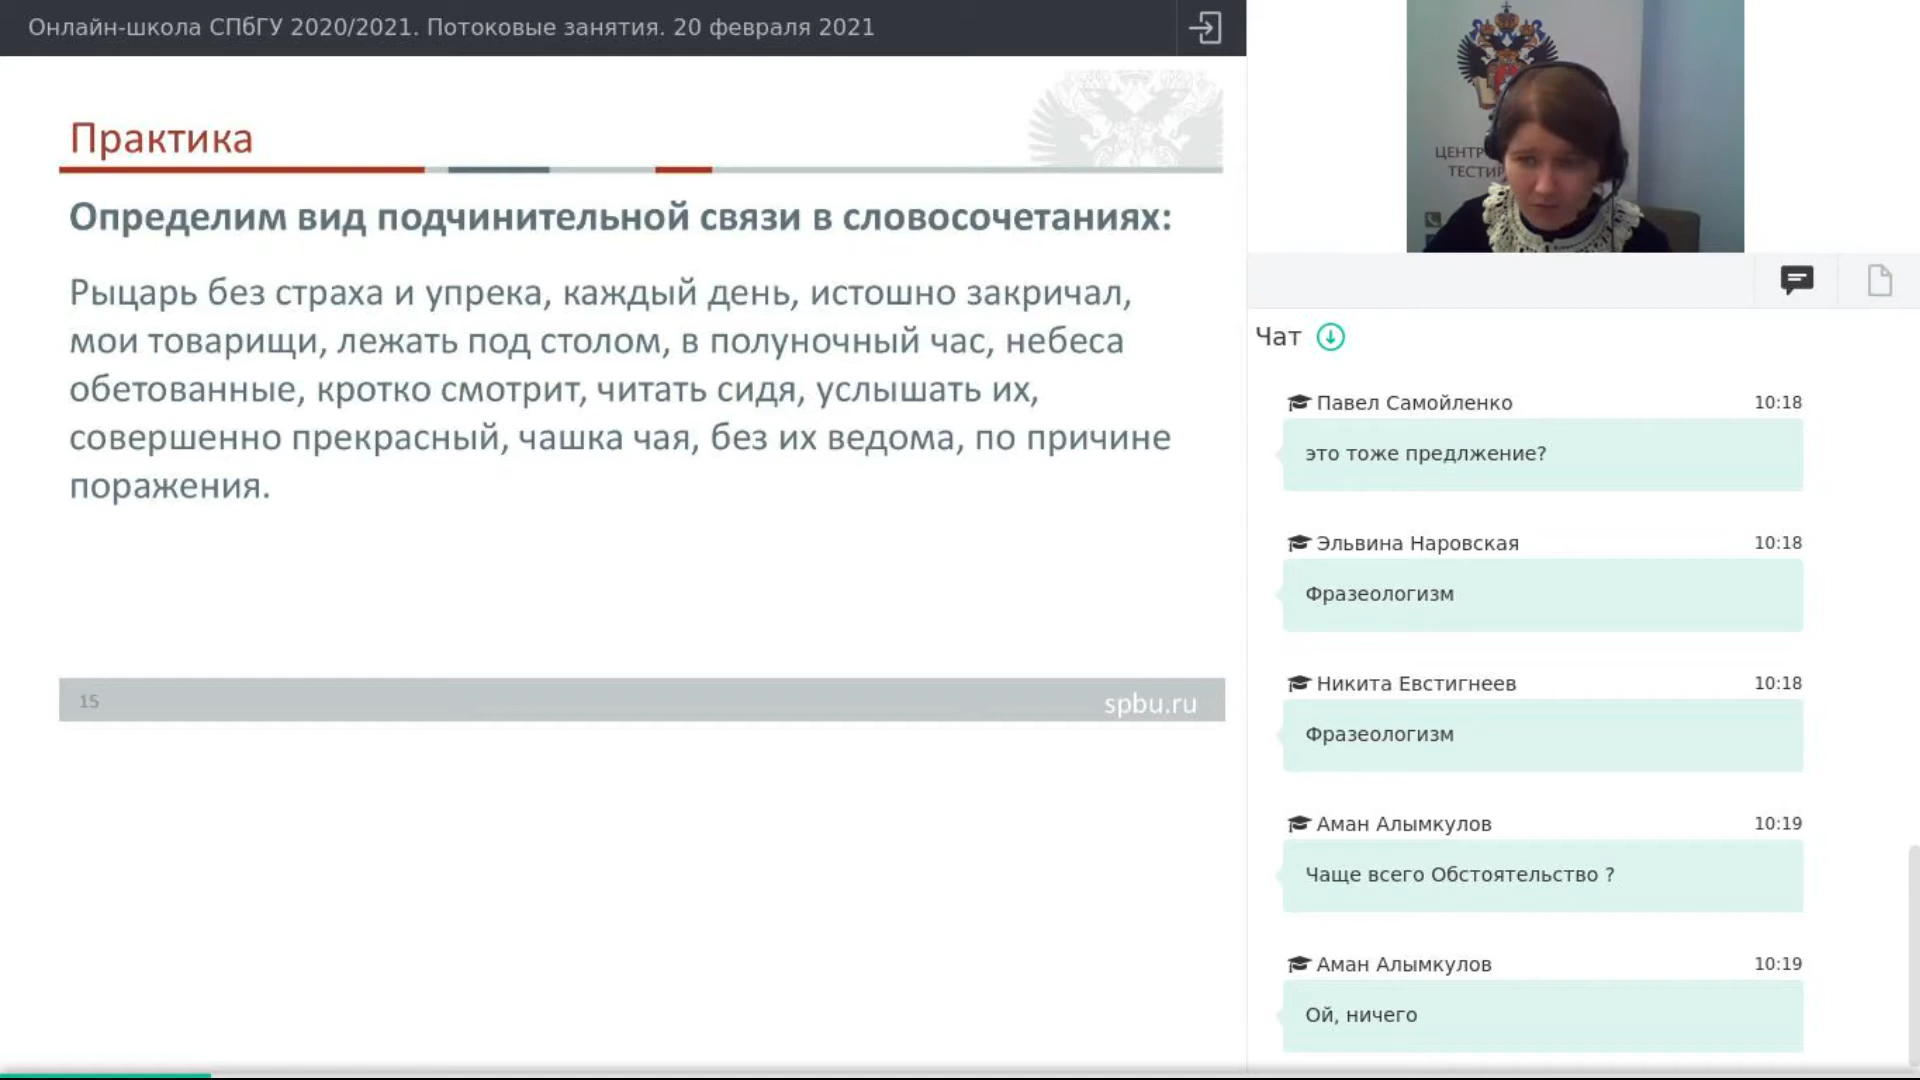 Онлайн-школа СПбГУ 2020/2021. Потоковые занятия. 20 февраля 2021
Практика
Определим вид подчинительной связи в словосочетаниях:
Рыцарь без страха и упрека, каждый день, истошно закричал,
мои товарищи, лежать под столом, в полуночный час, небеса
обетованные, кротко смотрит, читать сидя, услышать их,
совершенно прекрасный, чашка чая, без их ведома, по причине
поражения.
15
spbu.ru
ЦЕНТР
Чат
Павел Самойленко 10:18
это тоже предлжение?
Эльвина Наровская 10:18
Фразеологизм
Никита Евстигнеев 10:18
Фразеологизм
Аман Алымкулов 10:19
Чаще всего Обстоятельство ?
Аман Алымкулов 10:19
Ой, ничего